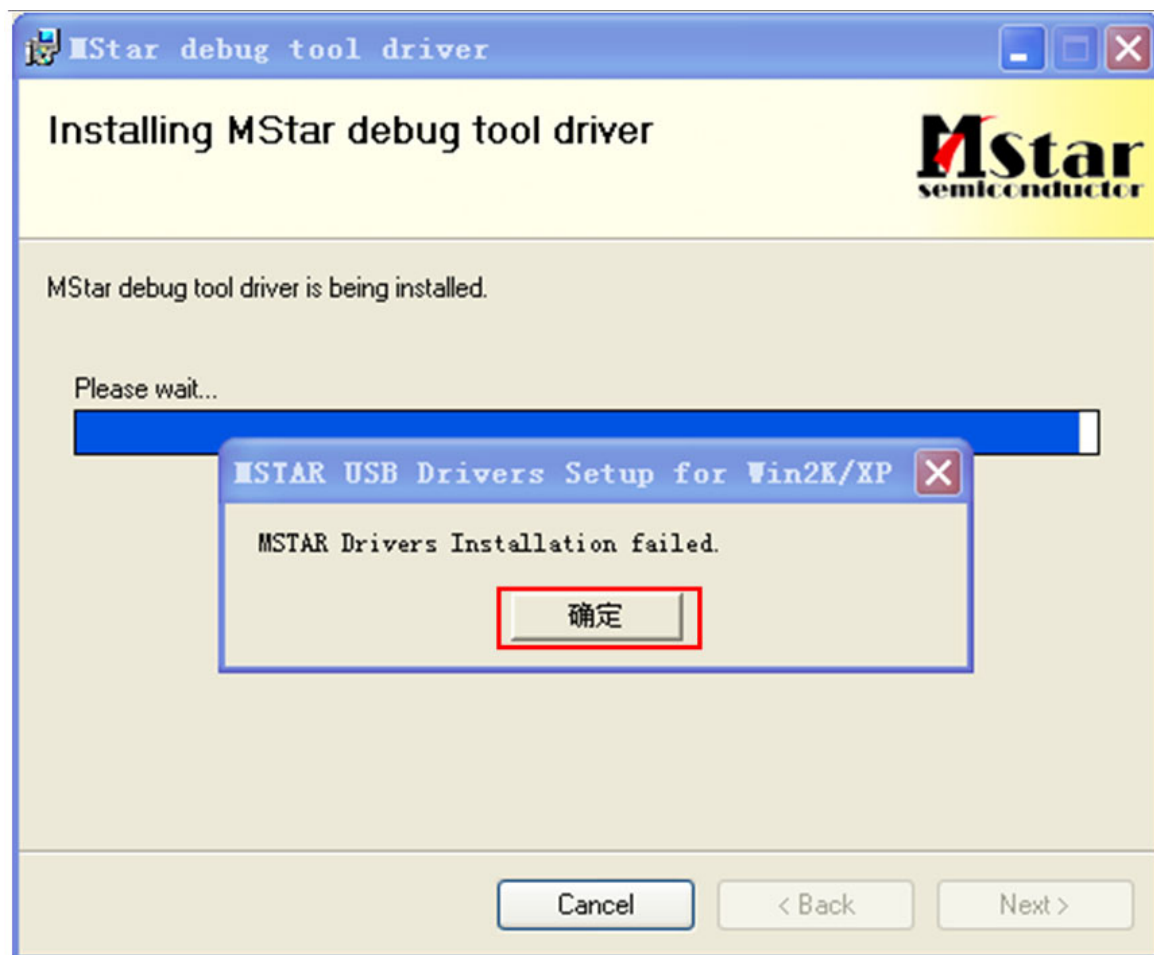 MStar debug tool driver
Installing MStar debug tool driver
MStar
semiconductor
MStar debug tool driver is being installed.
Please wait...
MSTAR USB Drivers Setup for Win2K/XP
MSTAR Drivers Installation failed.
确定
Cancel
< Back
Next >